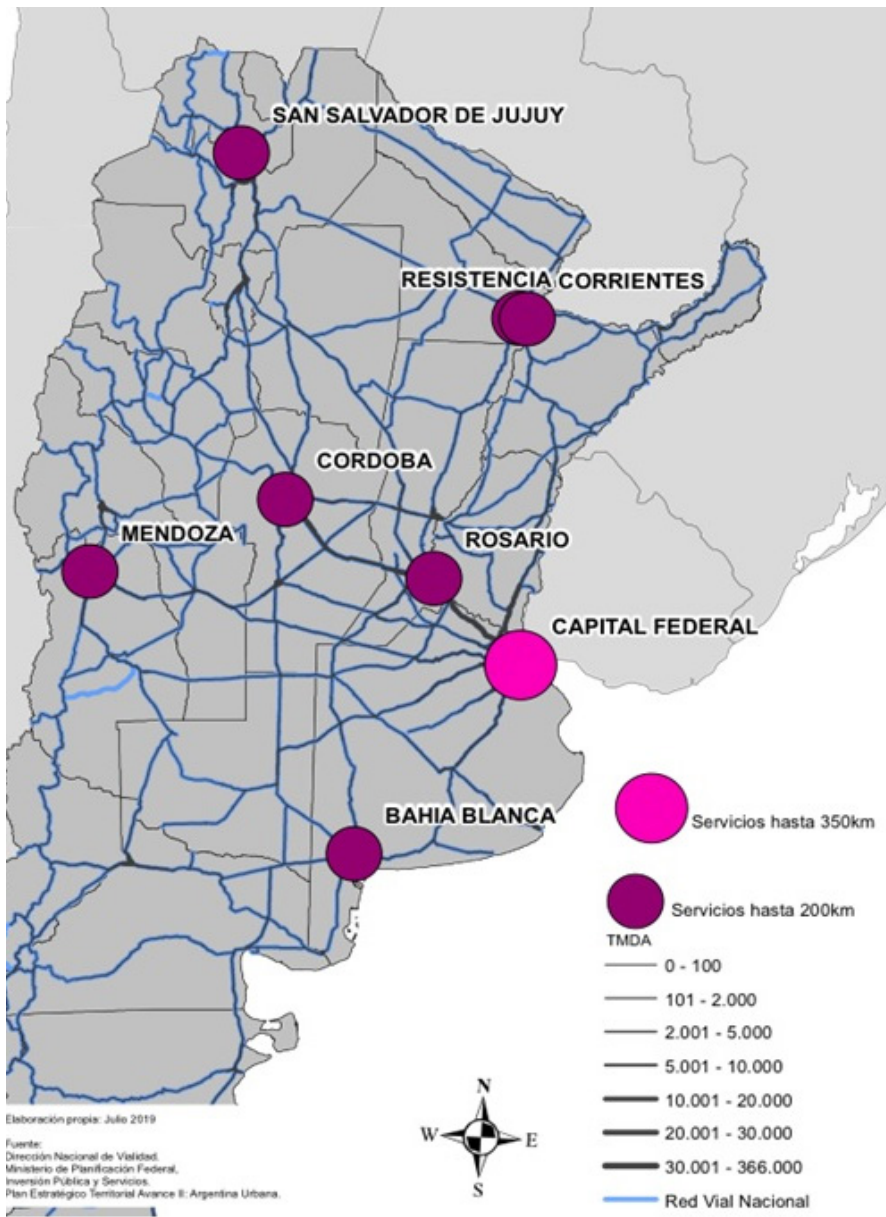 SAN SALVADOR DE JUJUY
RESISTENCIA CORRIENTES
CORDOBA
MENDOZA
ROSARIO
CAPITAL FEDERAL
BAHIA BLANCA
Servicios hasta 350km
Servicios hasta 200km
TMDA
0 - 100
101 - 2.000
2.001 - 5.000
5.001 - 10.000
10.001 - 20.000
20.001 - 30.000
30.001 - 366.000
Red Vial Nacional
N
W
E
S
Elaboración propia: Julio 2019
Fuente:
Dirección Nacional de Vialidad.
Ministerio de Planificación Federal,
Inversión Pública y Servicios.
Plan Estratégico Territorial Avance II: Argentina Urbana.